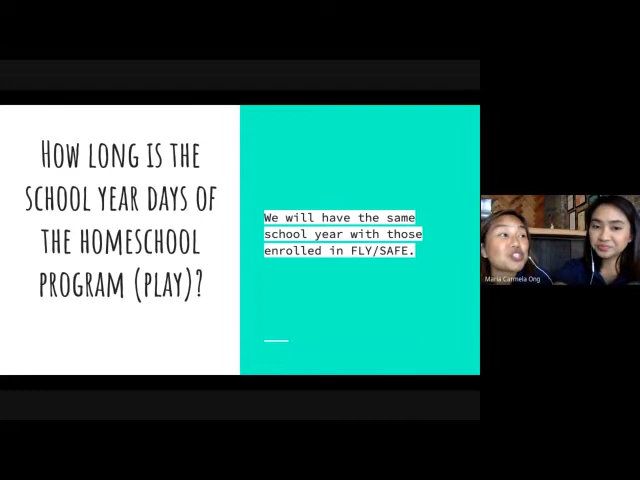 How long is the
school year days of
the homeschool
program (PLAY)?
We will have the same
school year with those
enrolled in FLY/SAFE.
Maria Carmela Ong